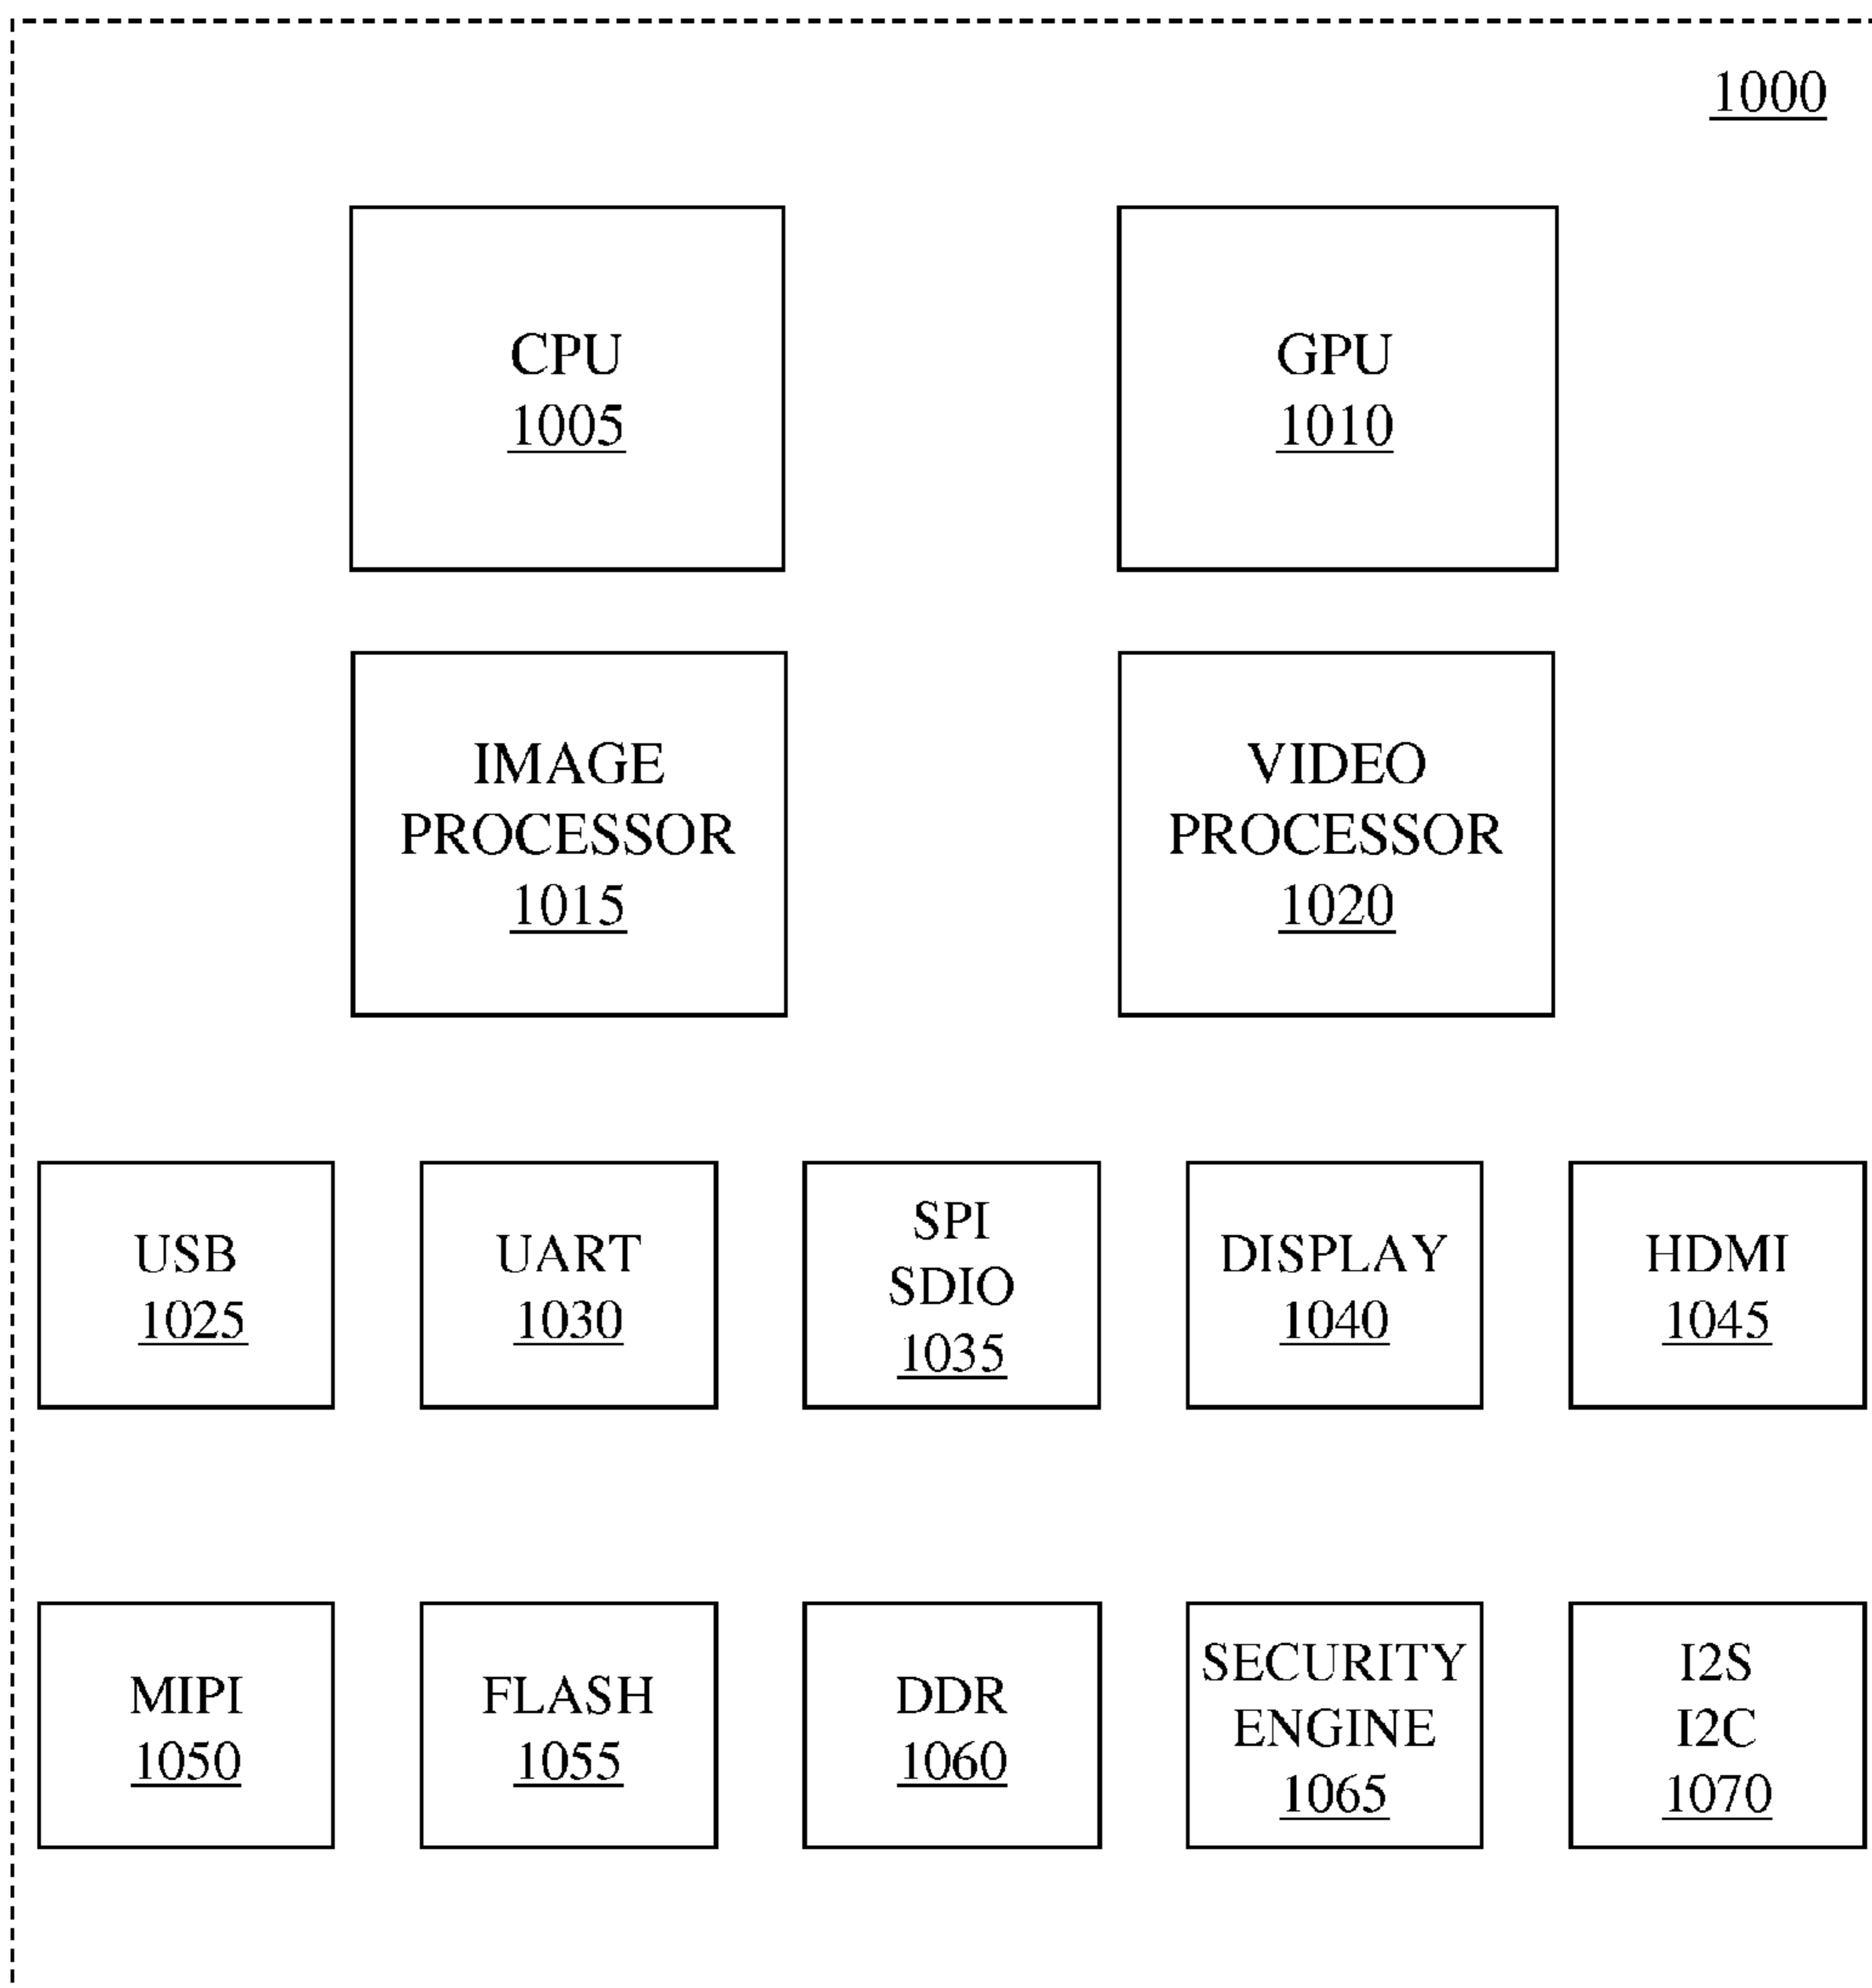 1000
CPU
1005
GPU
1010
IMAGE
PROCESSOR
1015
VIDEO
PROCESSOR
1020
USB
1025
UART
1030
SPI
SDIO
1035
DISPLAY
1040
HDMI
1045
MIPI
1050
FLASH
1055
DDR
1060
SECURITY
ENGINE
1065
I2S
I2C
1070